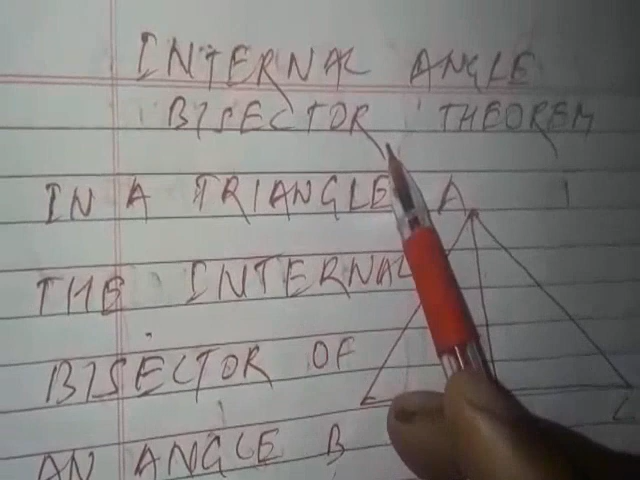 INTERNAL ANGLE
BISECTOR THEOREM
IN A TRIANGLE A
THE INTERNAL
BISECTOR OF
AN ANGLE B
C